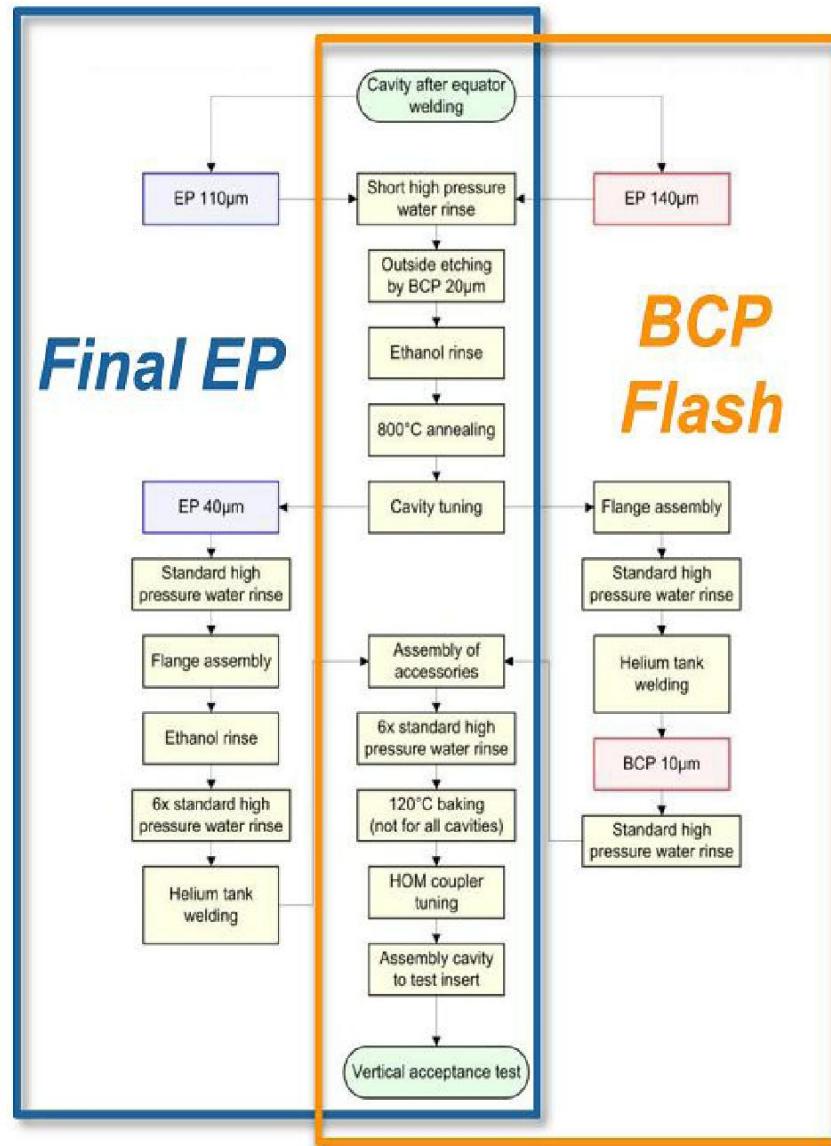 Cavity after equator
welding
EP 110µm
Short high pressure
water rinse
EP 140µm
Outside etching
by BCP 20µm
Final EP
BCP
Flash
Ethanol rinse
800°C annealing
EP 40µm
Cavity tuning
Flange assembly
Standard high
pressure water rinse
Flange assembly
Ethanol rinse
6x standard high
pressure water rinse
Helium tank
welding
Standard high
pressure water rinse
Helium tank
welding
BCP 10µm
Standard high
pressure water rinse
Assembly of
accessories
6x standard high
pressure water rinse
120°C baking
(not for all cavities)
HOM coupler
tuning
Assembly cavity
to test insert
Vertical acceptance test